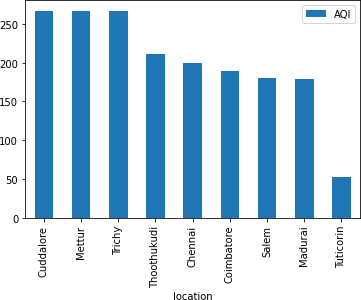 AQI
250
200
150
100
50
0
Cuddalore
Mettur
Trichy
Thoothukudi
Chennai
Coimbatore
Salem
Madurai
Tuticorin
location